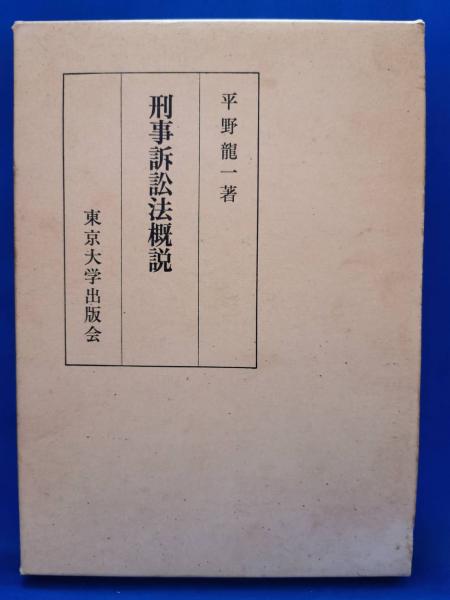 平野龍一著
刑事訴訟法概説
東京大学出版会